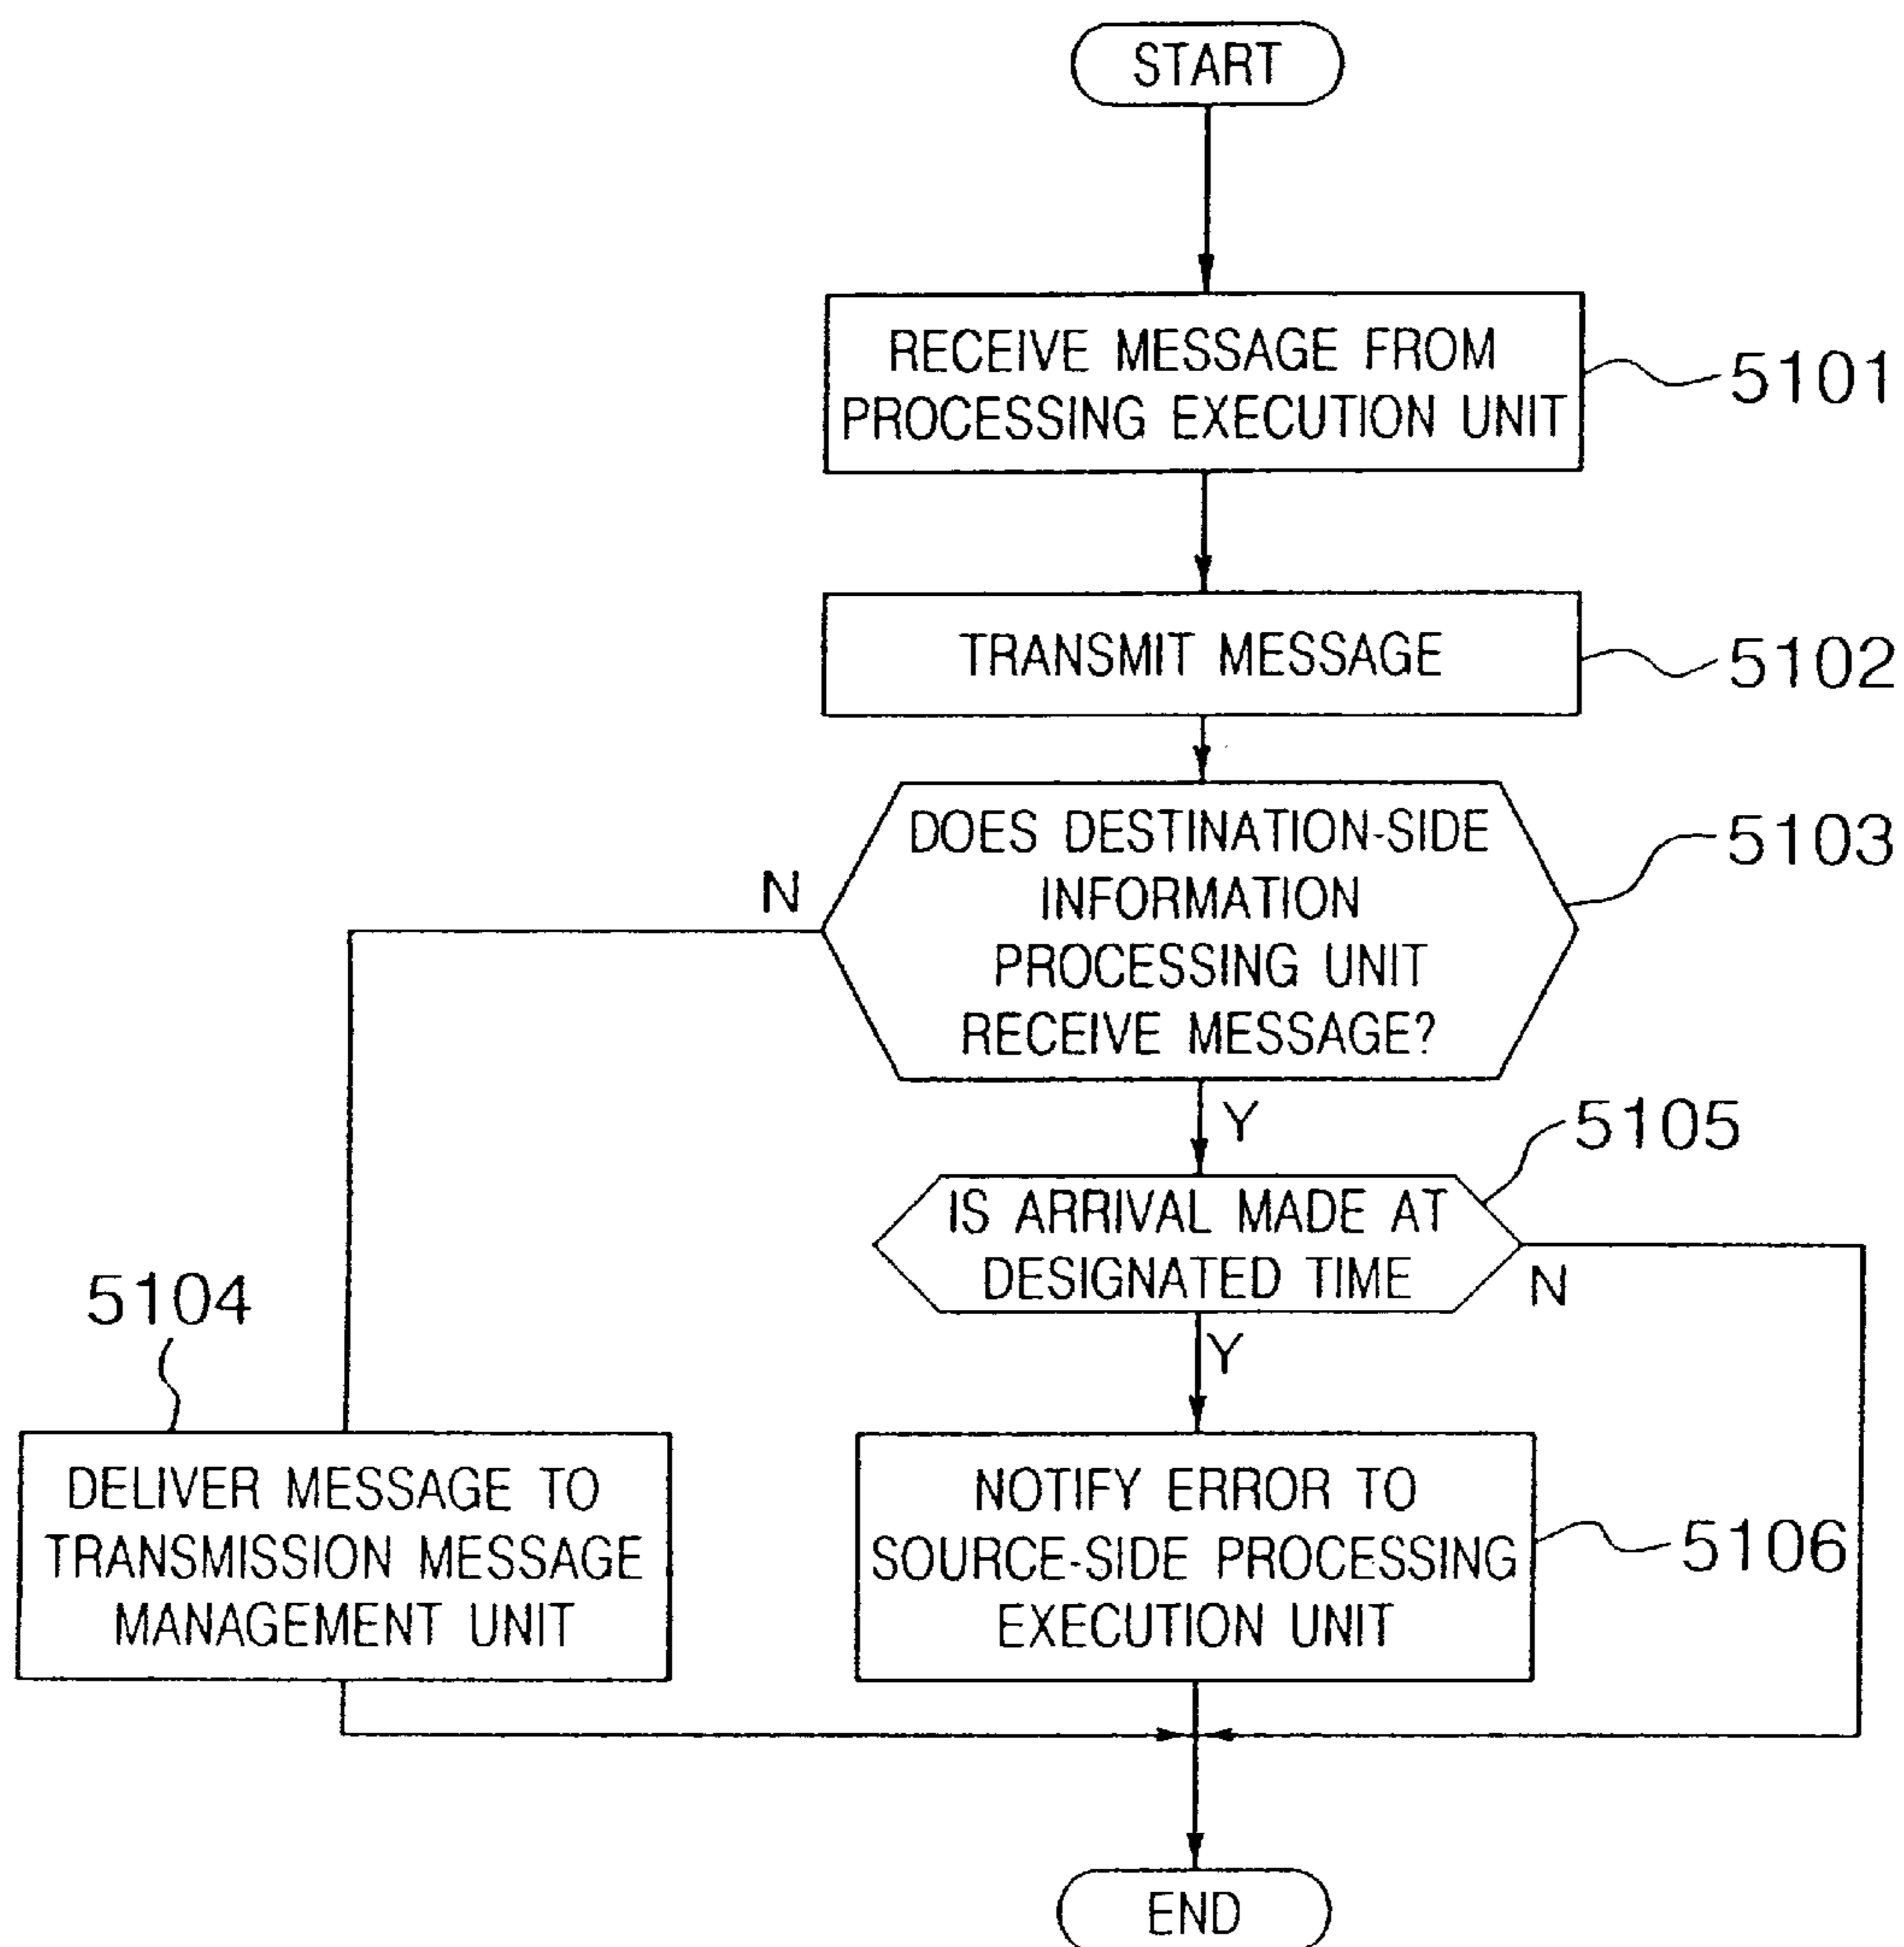 START
RECEIVE MESSAGE FROM
PROCESSING EXECUTION UNIT
5101
TRANSMIT MESSAGE
5102
DOES DESTINATION-SIDE
INFORMATION
PROCESSING UNIT
RECEIVE MESSAGE?
5103
N
Y
5105
IS ARRIVAL MADE AT
DESIGNATED TIME
N
Y
5104
DELIVER MESSAGE TO
TRANSMISSION MESSAGE
MANAGEMENT UNIT
NOTIFY ERROR TO
SOURCE-SIDE PROCESSING
EXECUTION UNIT
5106
END